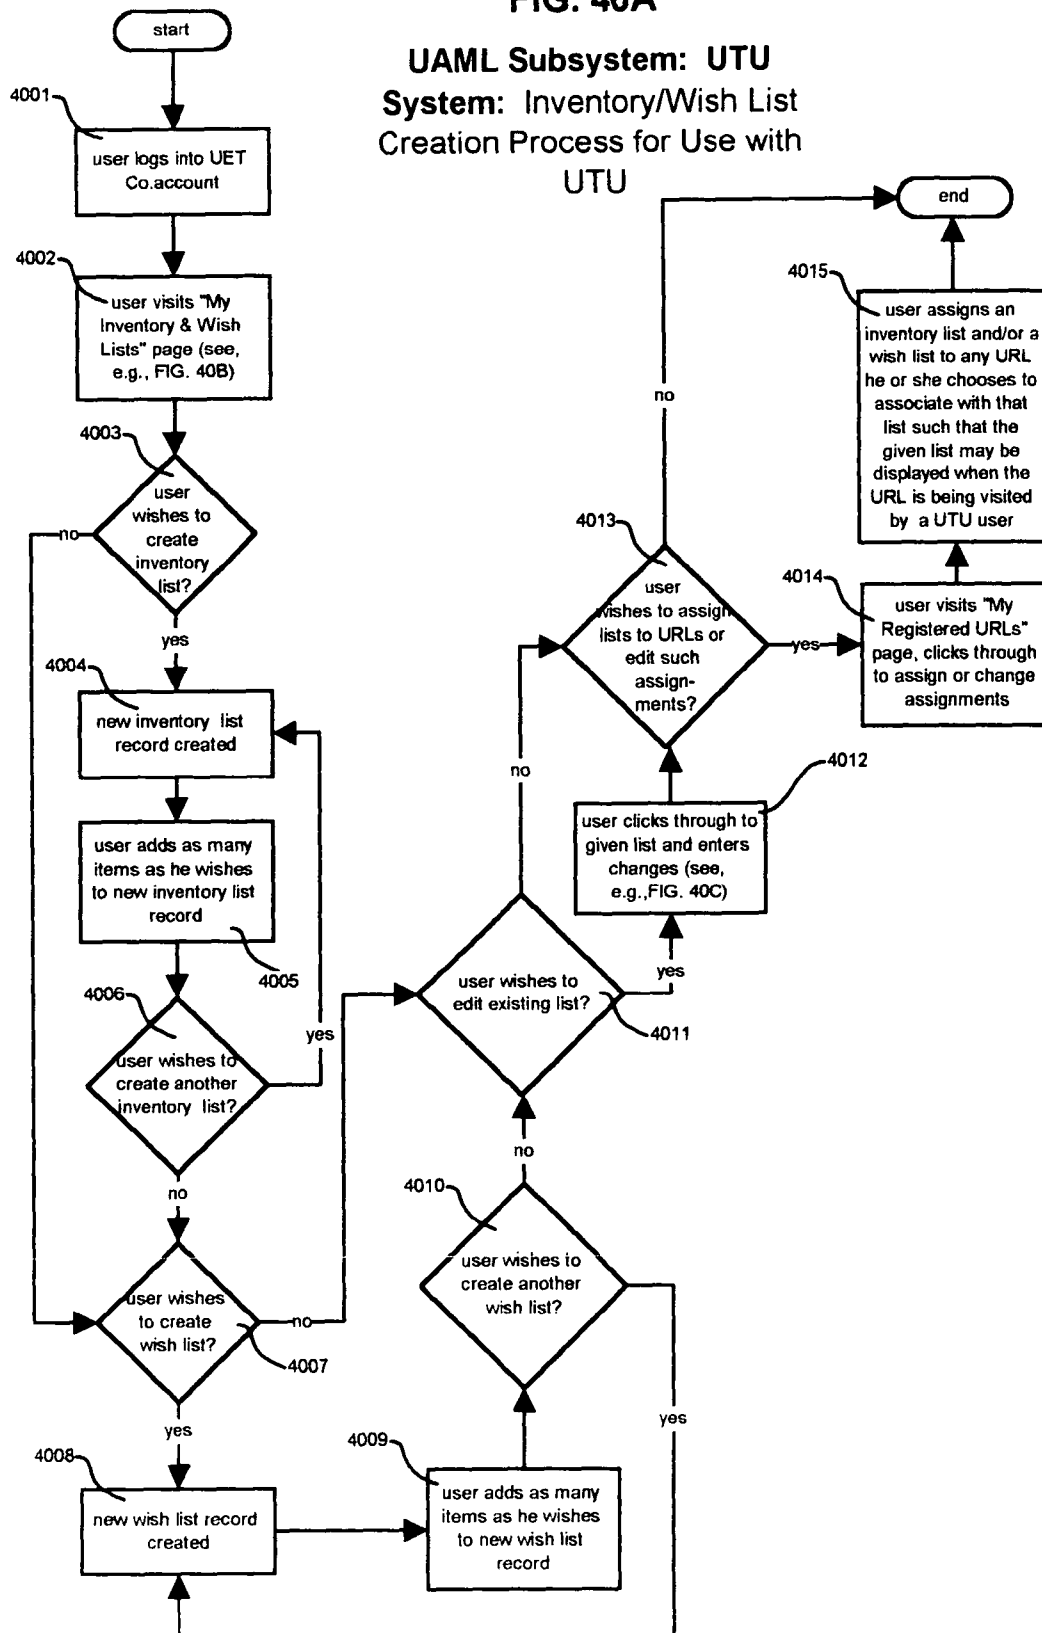 FIG. 40A
UAML Subsystem: UTU
System: Inventory/Wish List
Creation Process for Use with
UTU
start
4001
user logs into UET
Co.account
4002
user visits "My
Inventory & Wish
Lists" page (see,
e.g., FIG. 40B)
4003
user
wishes to
create
inventory
list?
no
yes
4004
new inventory list
record created
user adds as many
items as he wishes
to new inventory list
record
4005
4006
user wishes to
create another
inventory list?
yes
no
user wishes
to create
wish list?
no
4007
yes
4008
new wish list record
created
4009
user adds as many
items as he wishes
to new wish list
record
4010
user wishes to
create another
wish list?
yes
no
user wishes to
edit existing list?
4011
no
yes
4012
user clicks through to
given list and enters
changes (see,
e.g.,FIG. 40C)
4013
user
wishes to assign
lists to URLs or
edit such
assign-
ments?
no
yes
4014
user visits "My
Registered URLs"
page, clicks through
to assign or change
assignments
4015
user assigns an
inventory list and/or a
wish list to any URL
he or she chooses to
associate with that
list such that the
given list may be
displayed when the
URL is being visited
by a UTU user
end